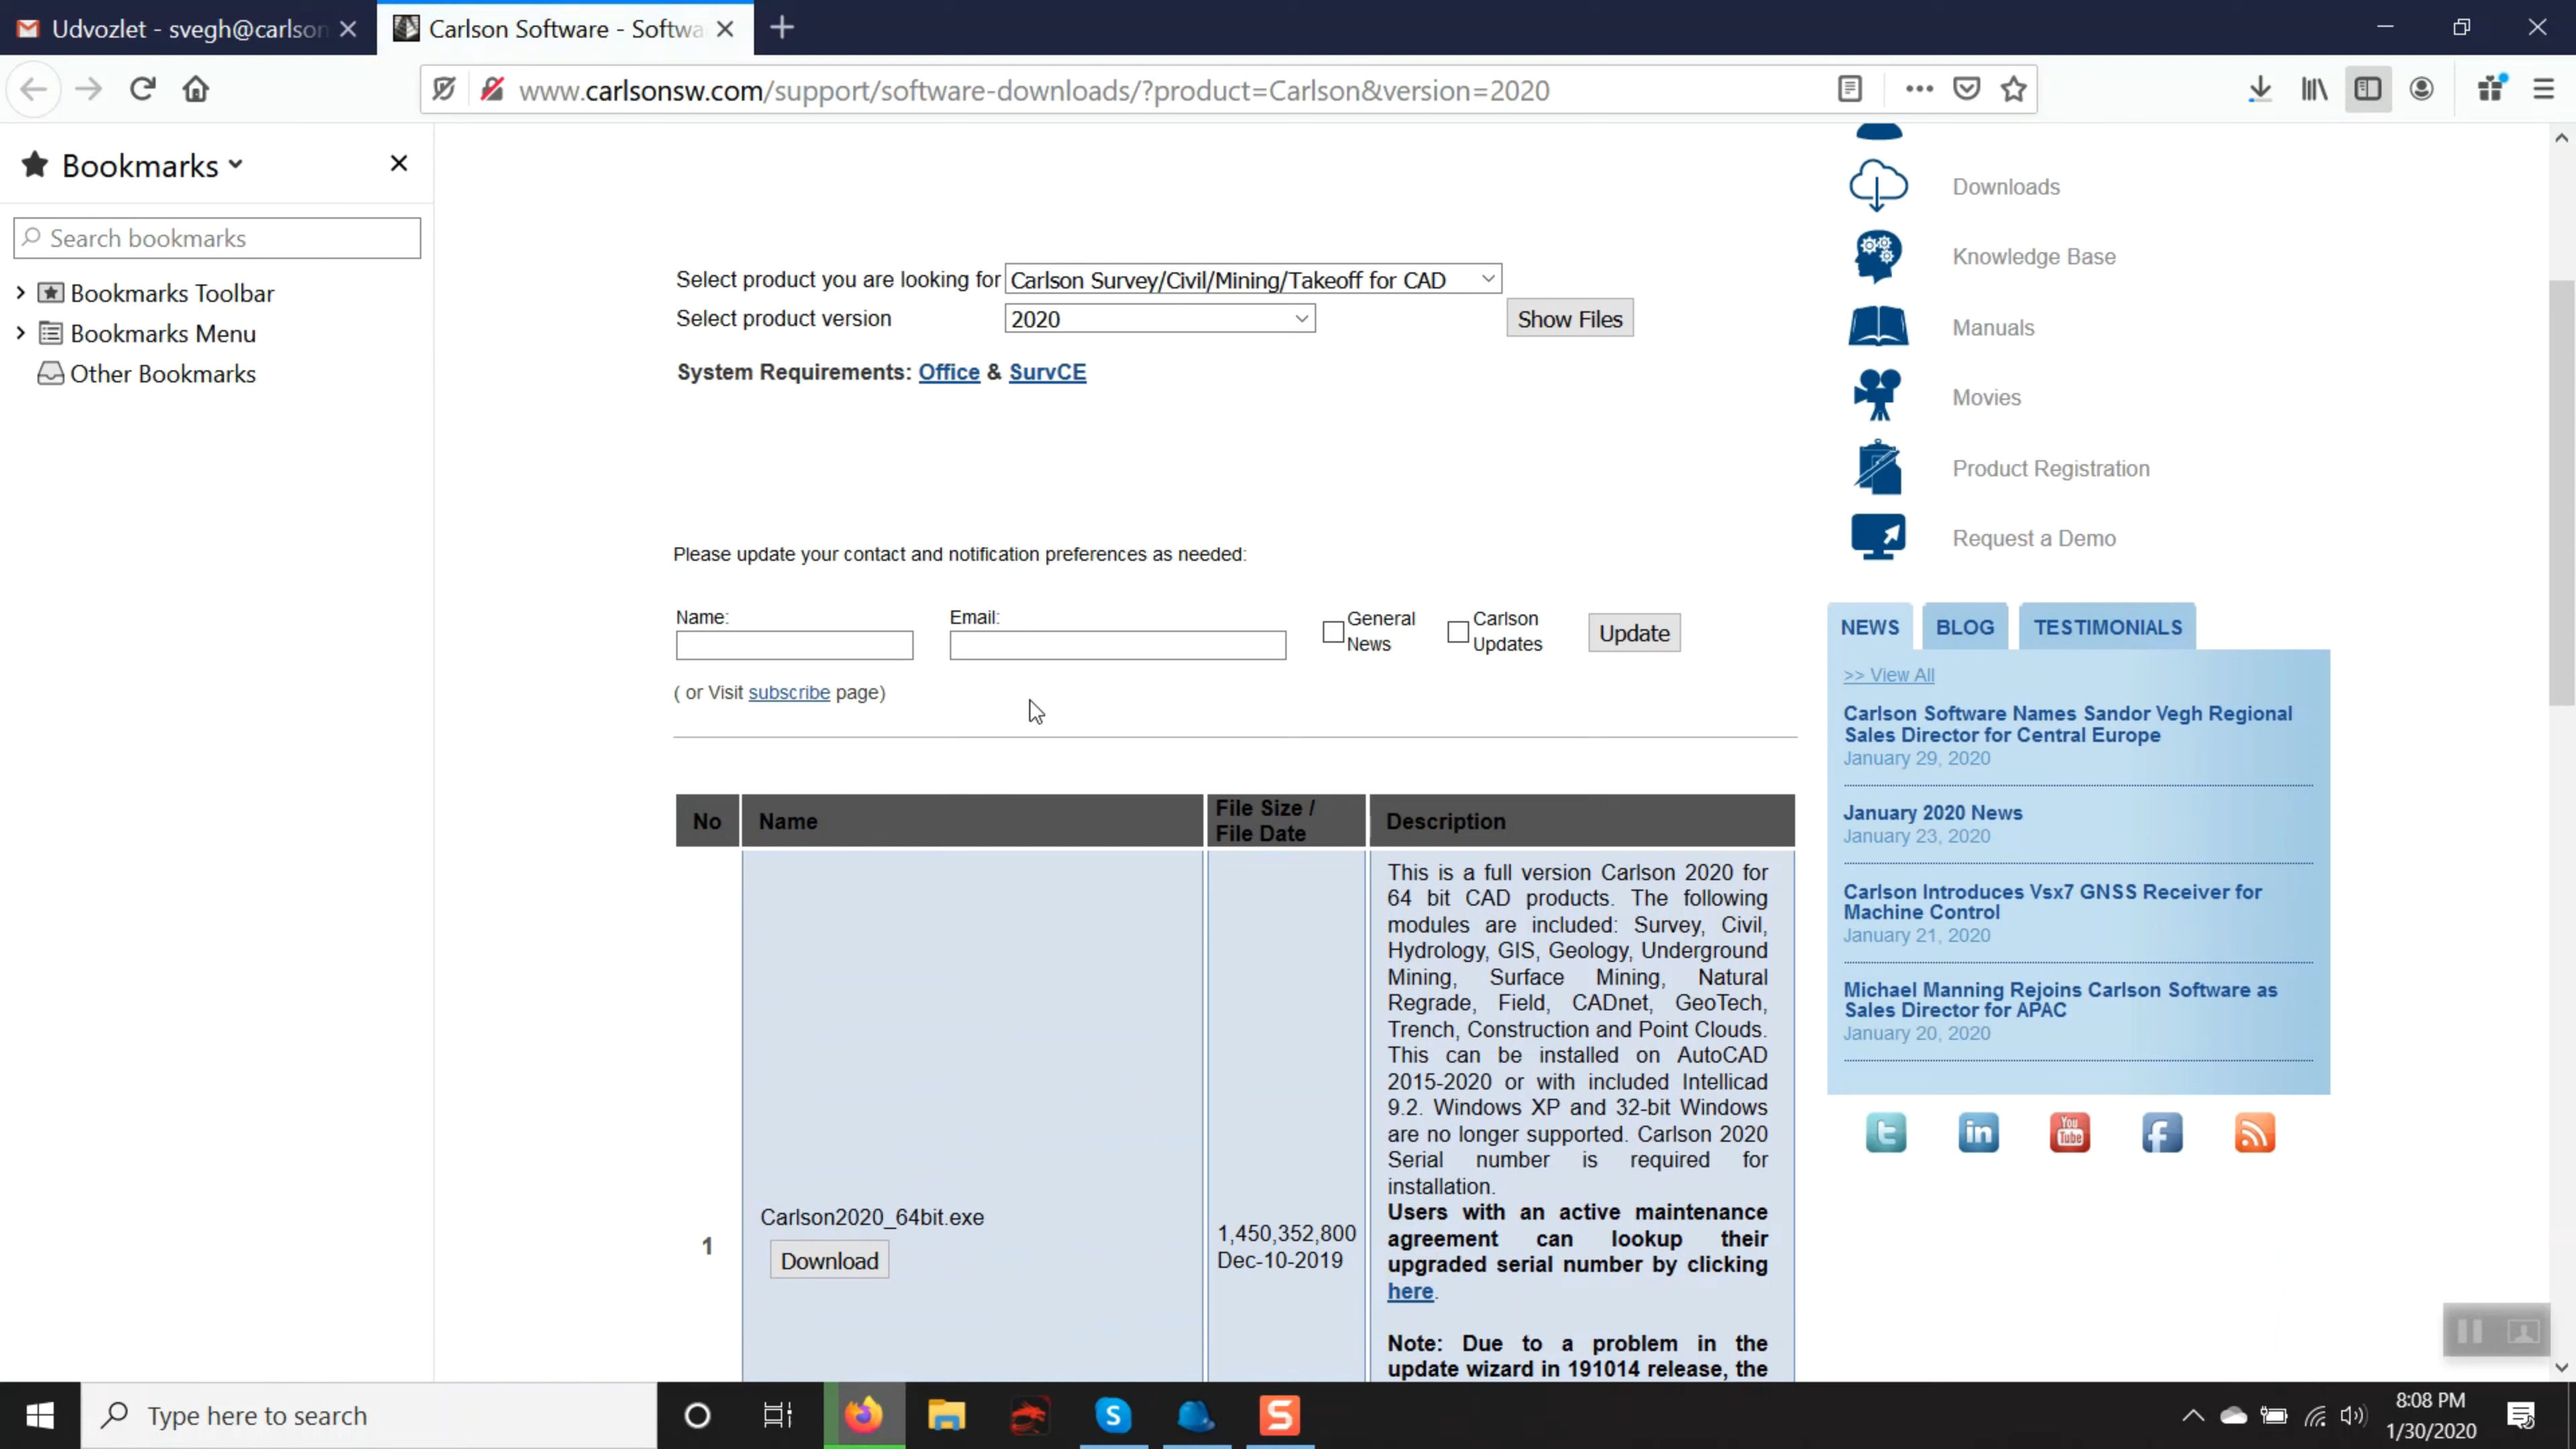 Udvozlet - svegh@carlson
Carlson Software - Softwa
www.carlsonsw.com/support/software-downloads/?product=Carlson&version=2020
Bookmarks
Search bookmarks
Bookmarks Toolbar
Bookmarks Menu
Other Bookmarks
Select product you are looking for Carlson Survey/Civil/Mining/Takeoff for CAD
Select product version 2020 Show Files
System Requirements: Office & SurvCE
Please update your contact and notification preferences as needed:
Name:
Email:
General
News
Carlson
Updates
Update
( or Visit subscribe page)
No
Name
File Size /
File Date
Description
1
Carlson2020_64bit.exe
Download
1,450,352,800
Dec-10-2019
This is a full version Carlson 2020 for
64 bit CAD products. The following
modules are included: Survey, Civil,
Hydrology, GIS, Geology, Underground
Mining, Surface Mining, Natural
Regrade, Field, CADnet, GeoTech,
Trench, Construction and Point Clouds.
This can be installed on AutoCAD
2015-2020 or with included Intellicad
9.2. Windows XP and 32-bit Windows
are no longer supported. Carlson 2020
Serial number is required for
installation.
Users with an active maintenance
agreement can lookup their
upgraded serial number by clicking
here.
Note: Due to a problem in the
update wizard in 191014 release, the
Downloads
Knowledge Base
Manuals
Movies
Product Registration
Request a Demo
NEWS
BLOG
TESTIMONIALS
>> View All
Carlson Software Names Sandor Vegh Regional
Sales Director for Central Europe
January 29, 2020
January 2020 News
January 23, 2020
Carlson Introduces Vsx7 GNSS Receiver for
Machine Control
January 21, 2020
Michael Manning Rejoins Carlson Software as
Sales Director for APAC
January 20, 2020
t
in
You
Tube
f
Type here to search
S
S
8:08 PM
1/30/2020